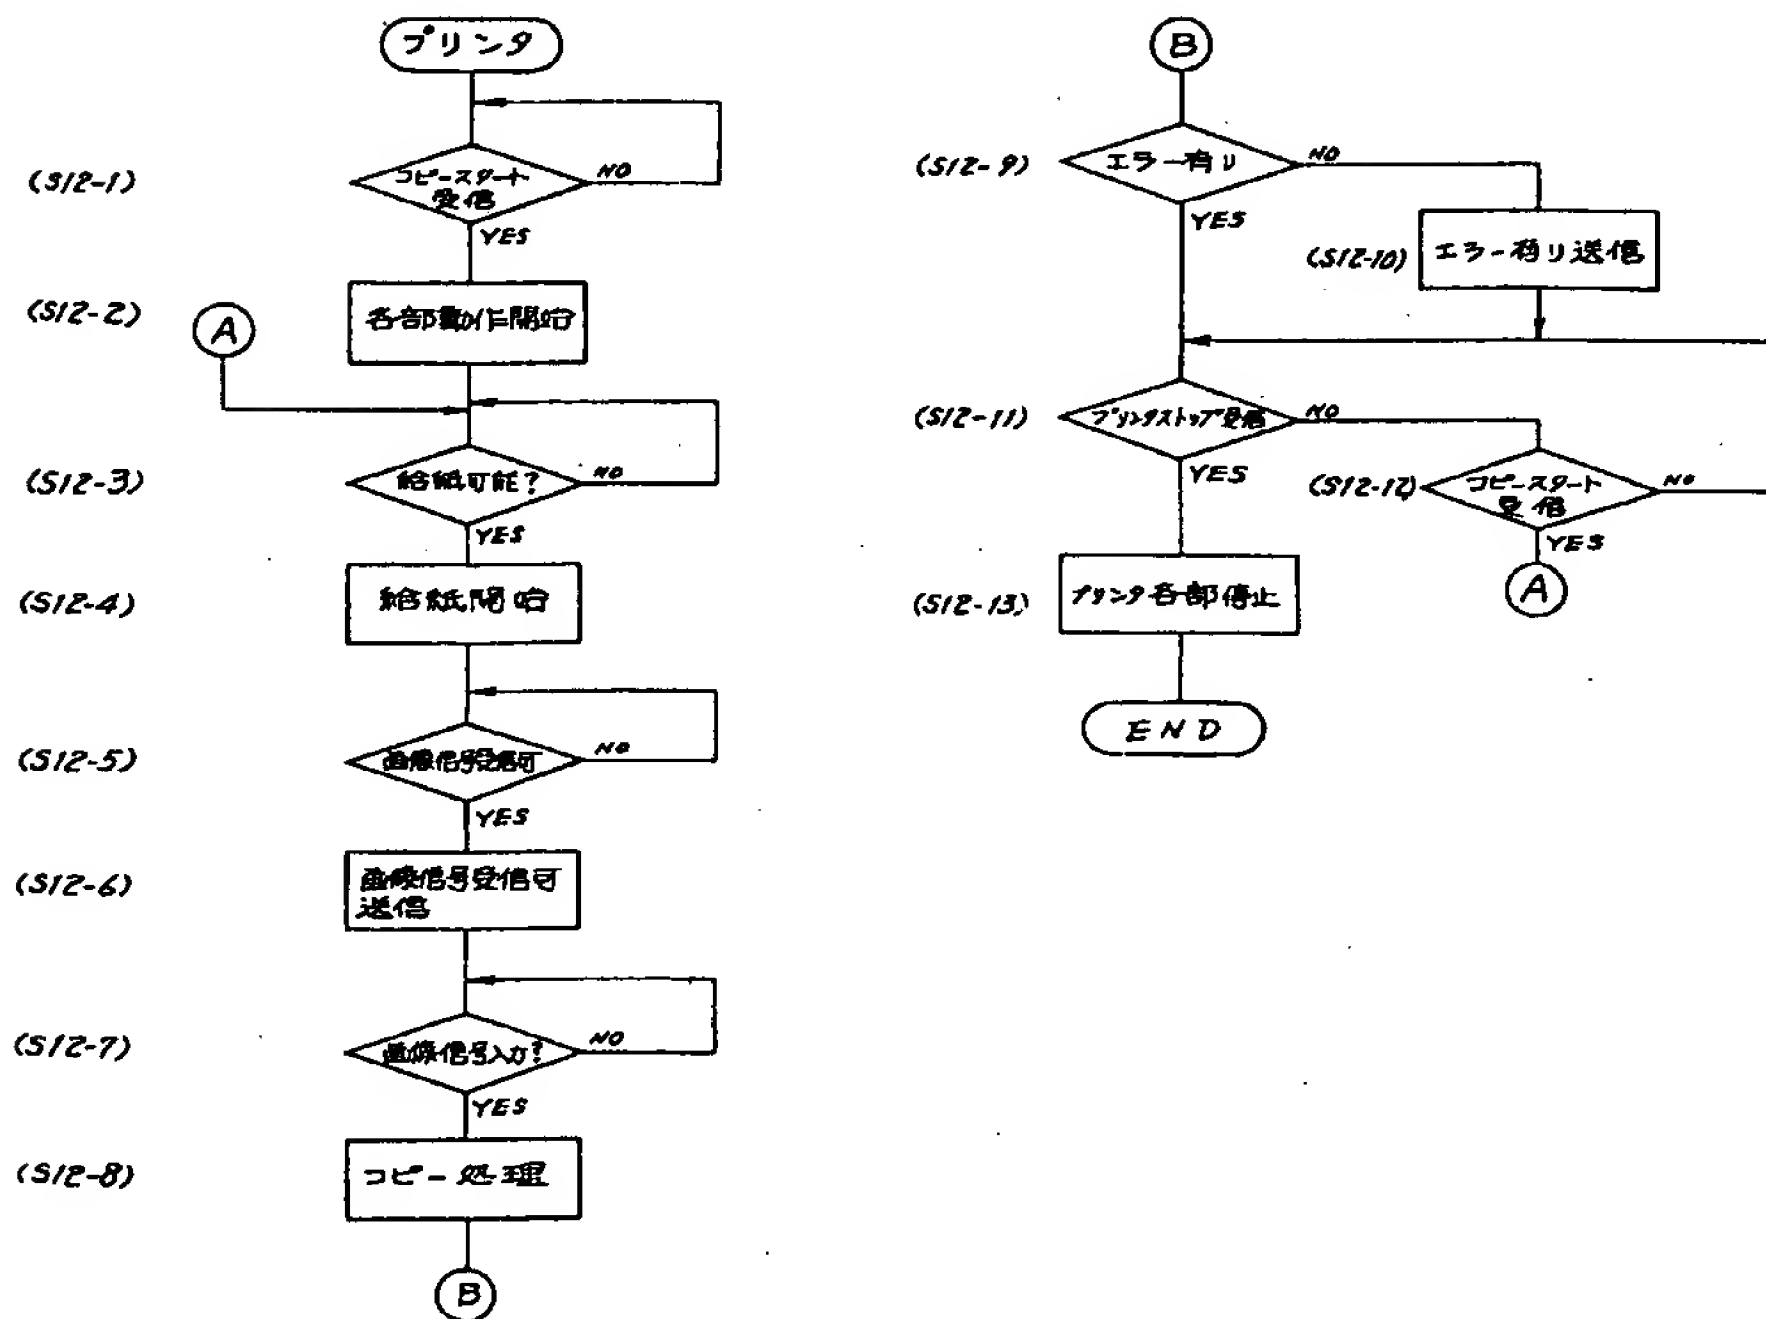 プリンタ
(S12-1)
コピースタート
受信
NO
YES
(S12-2)
各部動作開始
A
(S12-3)
給紙可能?
NO
YES
(S12-4)
給紙開始
(S12-5)
画像信号受信可
NO
YES
(S12-6)
画像信号受信可
送信
(S12-7)
画像信号入力?
NO
YES
(S12-8)
コピー処理
B
B
(S12-9)
エラー有り
NO
YES
(S12-10)
エラー有り送信
(S12-11)
プリンタストップ受信
NO
YES
(S12-12)
コピースタート
受信
NO
YES
A
(S12-13)
プリンタ各部停止
END